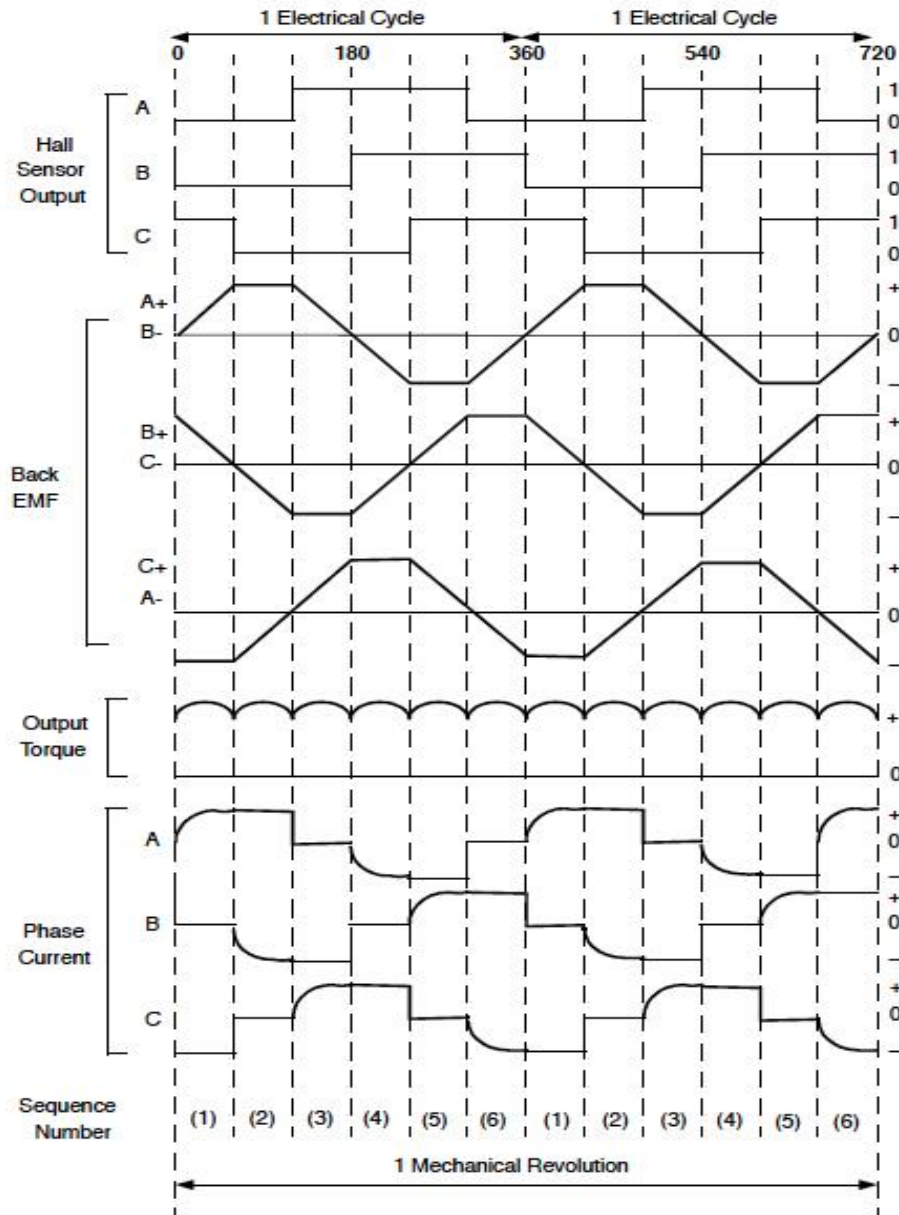 1 Electrical Cycle 1 Electrical Cycle
0 180 360 540 720
A 1
0
Hall
Sensor
Output
B 1
0
C 1
0
A+ +
B- 0
–
Back
EMF
B+ +
C- 0
–
C+ +
A- 0
–
Output
Torque
+
0
Phase
Current
A +
0
–
B +
0
–
C +
0
–
Sequence
Number
(1) (2) (3) (4) (5) (6) (1) (2) (3) (4) (5) (6)
1 Mechanical Revolution